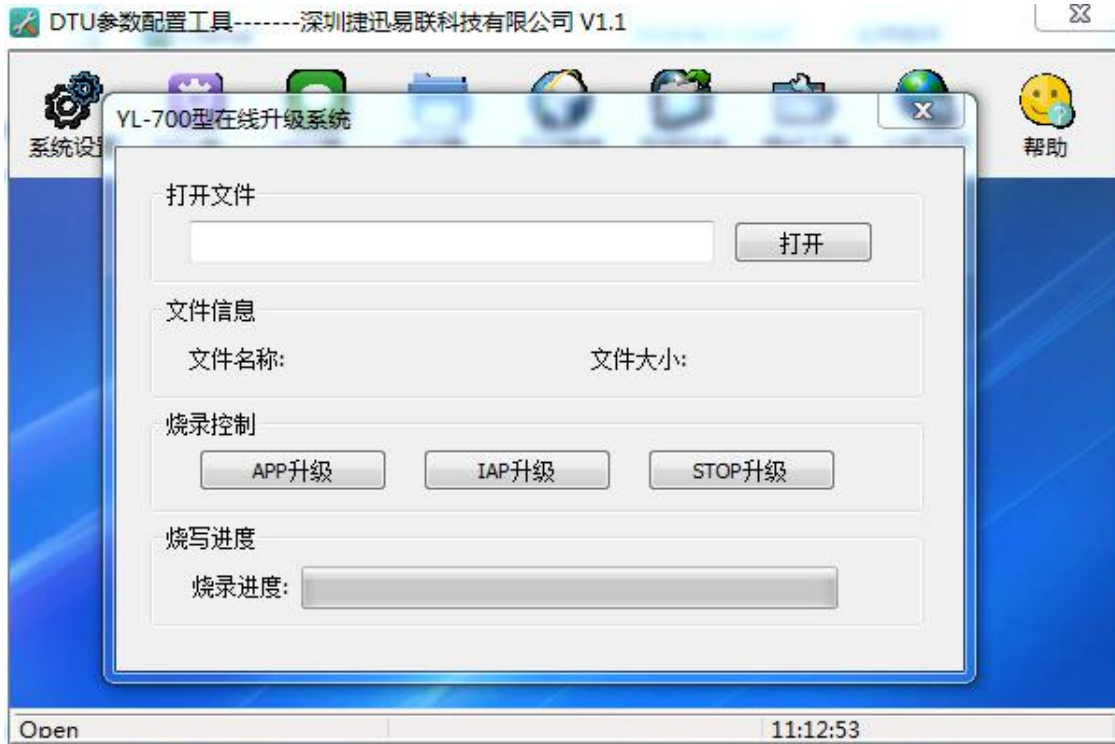 DTU参数配置工具-------深圳捷迅易联科技有限公司 V1.1
系统设
帮助
YL-700型在线升级系统
打开文件
打开
文件信息
文件名称:
文件大小:
烧录控制
APP升级
IAP升级
STOP升级
烧写进度
烧录进度:
Open
11:12:53